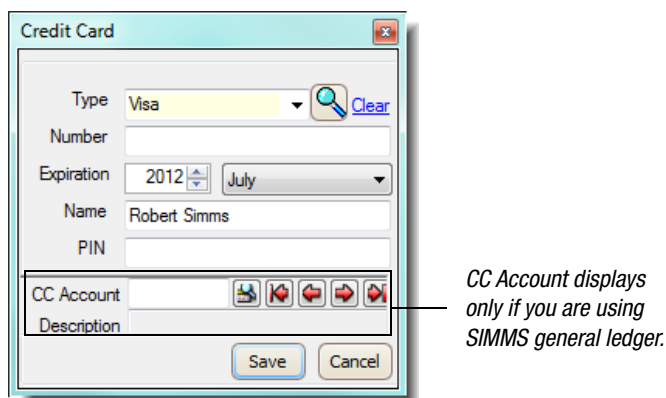 Credit Card
Type Visa Clear
Number
Expiration 2012 July
Name Robert Simms
PIN
CC Account
Description
CC Account displays
only if you are using
SIMMS general ledger.
Save Cancel